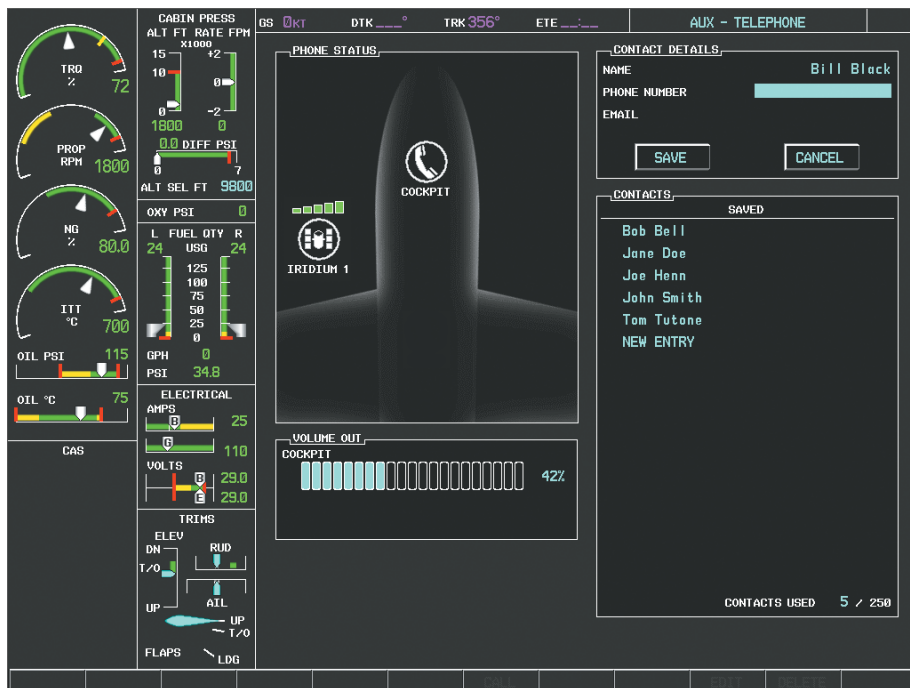 GS 0KT DTK ___° TRK 356° ETE __:__ AUX - TELEPHONE
TRQ
%
72
PROP
RPM
1800
NG
%
80.0
ITT
°C
700
OIL PSI 115
OIL °C 75
CAS
CABIN PRESS
ALT FT RATE FPM
X1000
15 +2
10
0
0 -2
1800 0
0.0 DIFF PSI
0 7
ALT SEL FT 9800
OXY PSI 0
L FUEL QTY R
24 USG 24
125
100
75
50
25
0
GPH 0
PSI 34.8
ELECTRICAL
AMPS
B 25
G 110
VOLTS
B 29.0
E 29.0
TRIMS
ELEV
DN RUD
T/O
UP AIL
UP
T/O
FLAPS LDG
PHONE STATUS
COCKPIT
IRIDIUM 1
VOLUME OUT
COCKPIT
42%
CONTACT DETAILS
NAME Bill Black
PHONE NUMBER
EMAIL
SAVE CANCEL
CONTACTS
SAVED
Bob Bell
Jane Doe
Joe Henn
John Smith
Tom Tutone
NEW ENTRY
CONTACTS USED 5 / 250
CALL EDIT DELETE